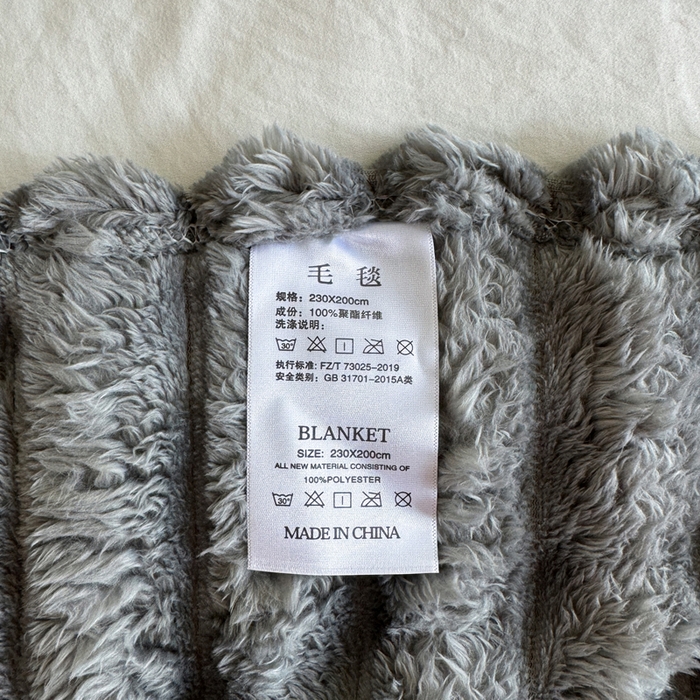 毛 毯
规格：230X200cm
成份：100%聚酯纤维
洗涤说明：
30°
执行标准: FZ/T 73025-2019
安全类别：GB 31701-2015A类
BLANKET
SIZE: 230X200cm
ALL NEW MATERIAL CONSISTING OF
100%POLYESTER
30°
MADE IN CHINA